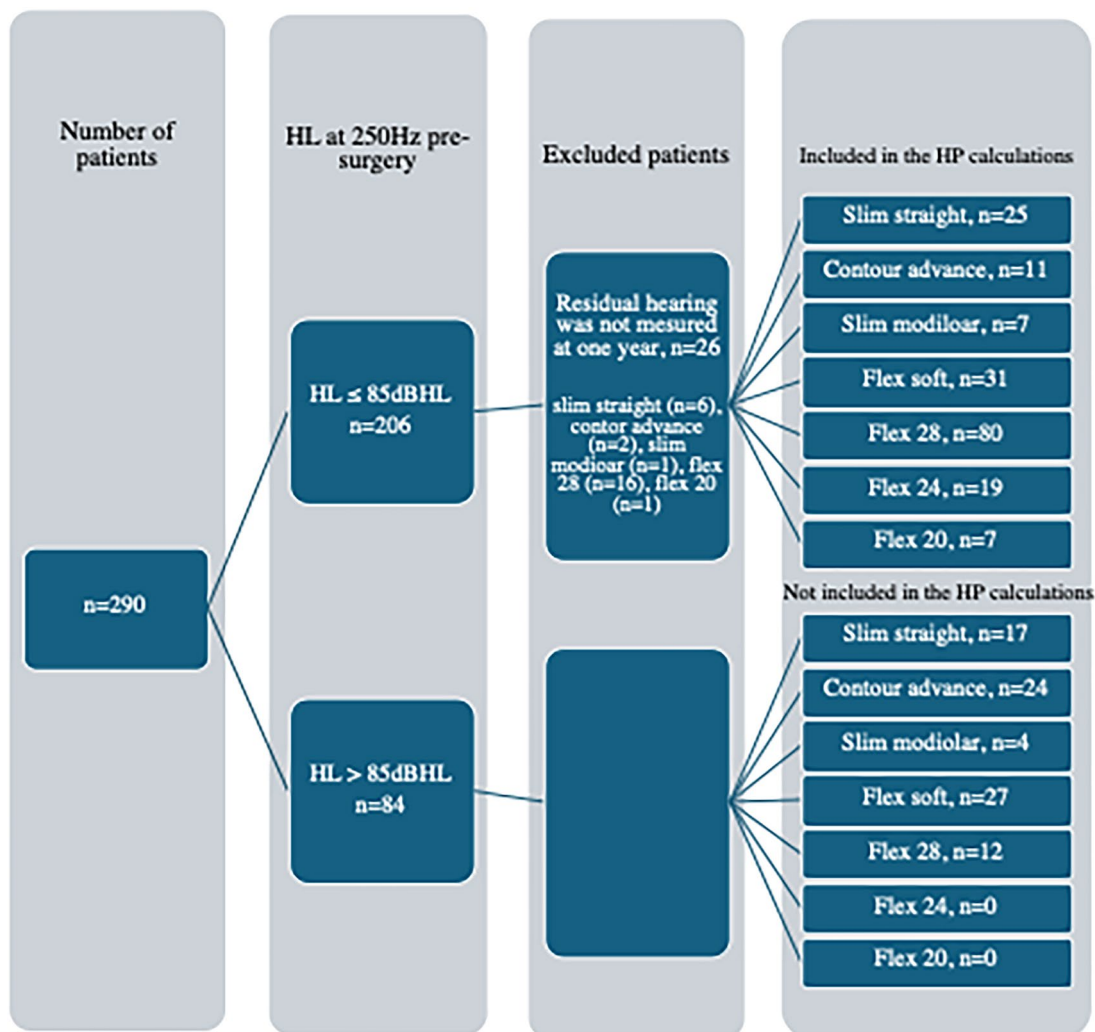 Number of
patients
HL at 250Hz pre-
surgery
Excluded patients
Included in the HP calculations
n=290
HL ≤ 85dBHL
n=206
HL > 85dBHL
n=84
Residual hearing
was not mesured
at one year, n=26
slim straight (n=6),
contor advance
(n=2), slim
modioar (n=1), flex
28 (n=16), flex 20
(n=1)
Slim straight, n=25
Contour advance, n=11
Slim modiloar, n=7
Flex soft, n=31
Flex 28, n=80
Flex 24, n=19
Flex 20, n=7
Not included in the HP calculations
Slim straight, n=17
Contour advance, n=24
Slim modiolar, n=4
Flex soft, n=27
Flex 28, n=12
Flex 24, n=0
Flex 20, n=0